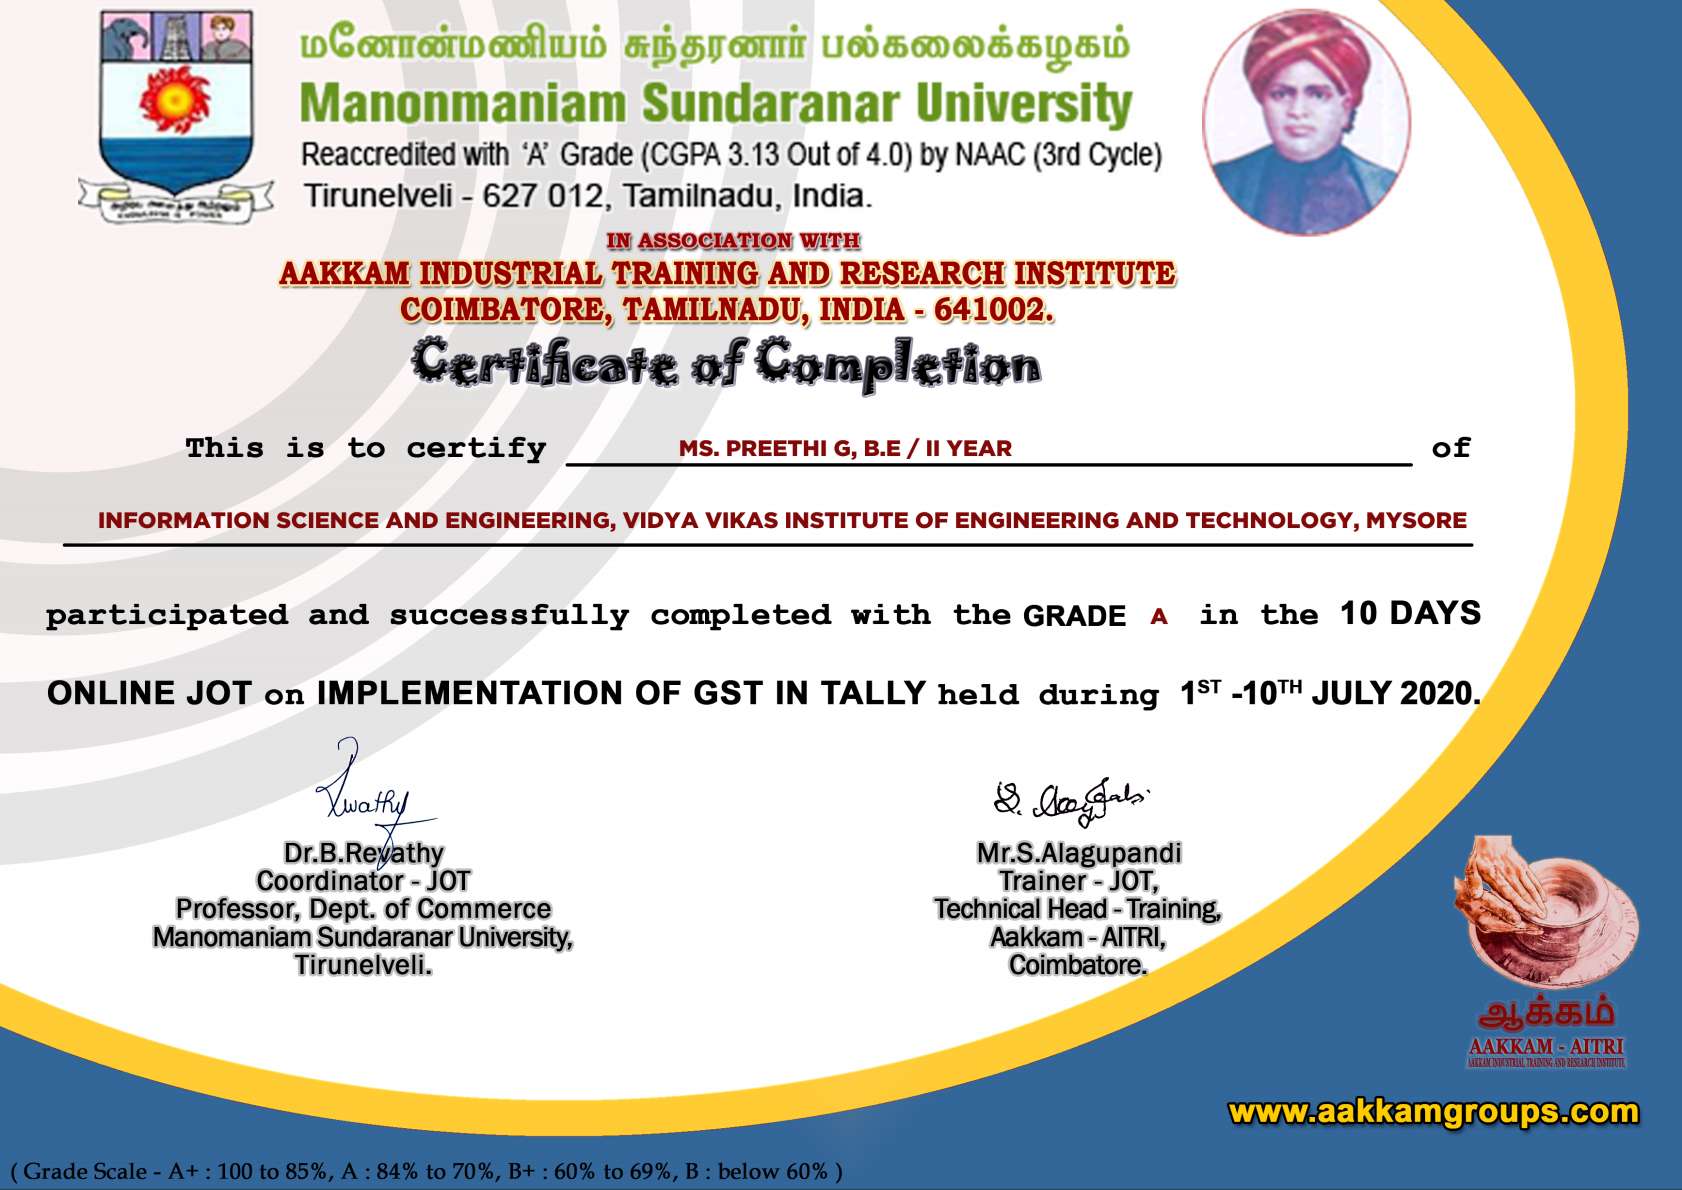 மனோன்மணியம் சுந்தரனார் பல்கலைக்கழகம்
Manonmaniam Sundaranar University
Reaccredited with ‘A’ Grade (CGPA 3.13 Out of 4.0) by NAAC (3rd Cycle)
Tirunelveli - 627 012, Tamilnadu, India.
IN ASSOCIATION WITH
AAKKAM INDUSTRIAL TRAINING AND RESEARCH INSTITUTE
COIMBATORE, TAMILNADU, INDIA - 641002.
Certificate of Completion
This is to certify MS. PREETHI G, B.E / II YEAR of
INFORMATION SCIENCE AND ENGINEERING, VIDYA VIKAS INSTITUTE OF ENGINEERING AND TECHNOLOGY, MYSORE
participated and successfully completed with the GRADE A in the 10 DAYS
ONLINE JOT on IMPLEMENTATION OF GST IN TALLY held during 1ST -10TH JULY 2020.
Dr.B.Revathy
Coordinator - JOT
Professor, Dept. of Commerce
Manomaniam Sundaranar University,
Tirunelveli.
Mr.S.Alagupandi
Trainer - JOT,
Technical Head - Training,
Aakkam - AITRI,
Coimbatore.
ஆக்கம்
AAKKAM - AITRI
AAKKAM INDUSTRIAL TRAINING AND RESEARCH INSTITUTE
www.aakkamgroups.com
( Grade Scale - A+ : 100 to 85%, A : 84% to 70%, B+ : 60% to 69%, B : below 60% )